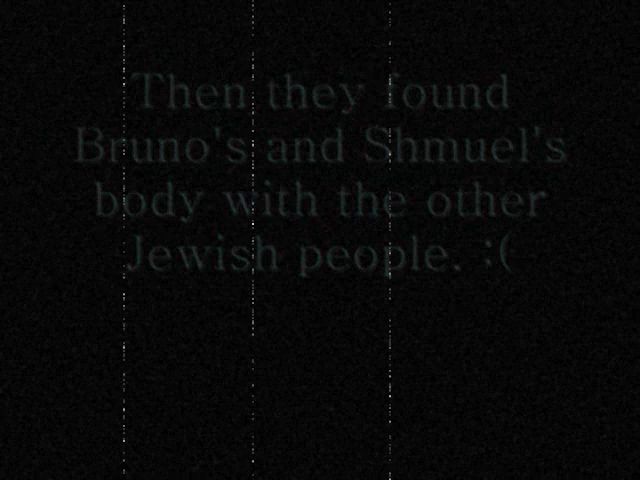 Then they found
Bruno's and Shmuel's
body with the other
Jewish people. :(